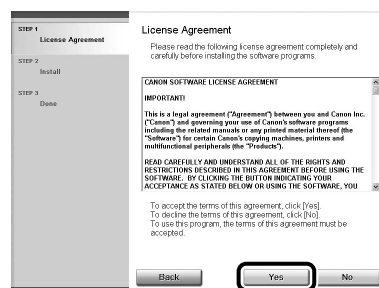 STEP 1
License Agreement
STEP 2
Install
STEP 3
Done
License Agreement
Please read the following license agreement completely and
carefully before installing the software programs.
CANON SOFTWARE LICENSE AGREEMENT
IMPORTANT!
This is a legal agreement ("Agreement") between you and Canon Inc.
("Canon") and governing your use of Canon's software programs
including the related manuals or any printed material thereof (the
"Software") for certain Canon's copying machines, printers and
multifunctional peripherals (the "Products").
READ CAREFULLY AND UNDERSTAND ALL OF THE RIGHTS AND
RESTRICTIONS DESCRIBED IN THIS AGREEMENT BEFORE USING THE
SOFTWARE. BY CLICKING THE BUTTON INDICATING YOUR
ACCEPTANCE AS STATED BELOW OR USING THE SOFTWARE, YOU
To accept the terms of this agreement, click [Yes].
To decline the terms of this agreement, click [No].
To use this program, the terms of this agreement must be
accepted.
Back
Yes
No